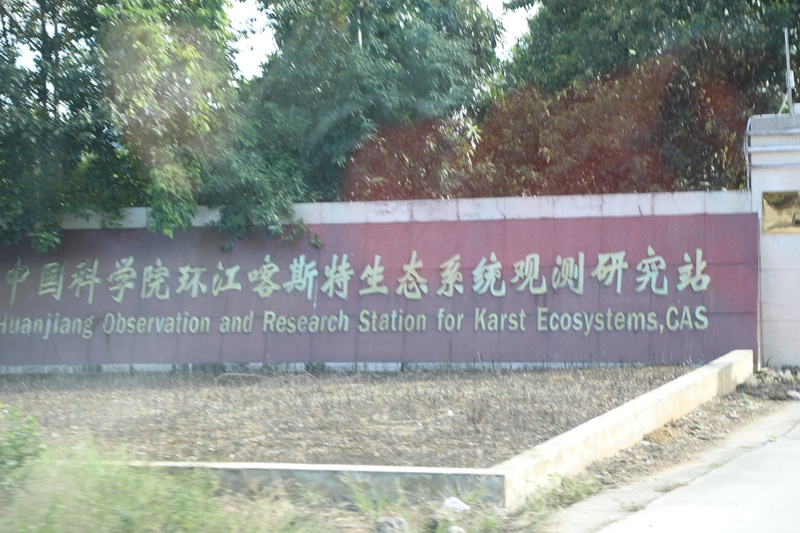 中国科学院环江喀斯特生态系统观测研究站
Huanjiang Observation and Research Station for Karst Ecosystems,CAS